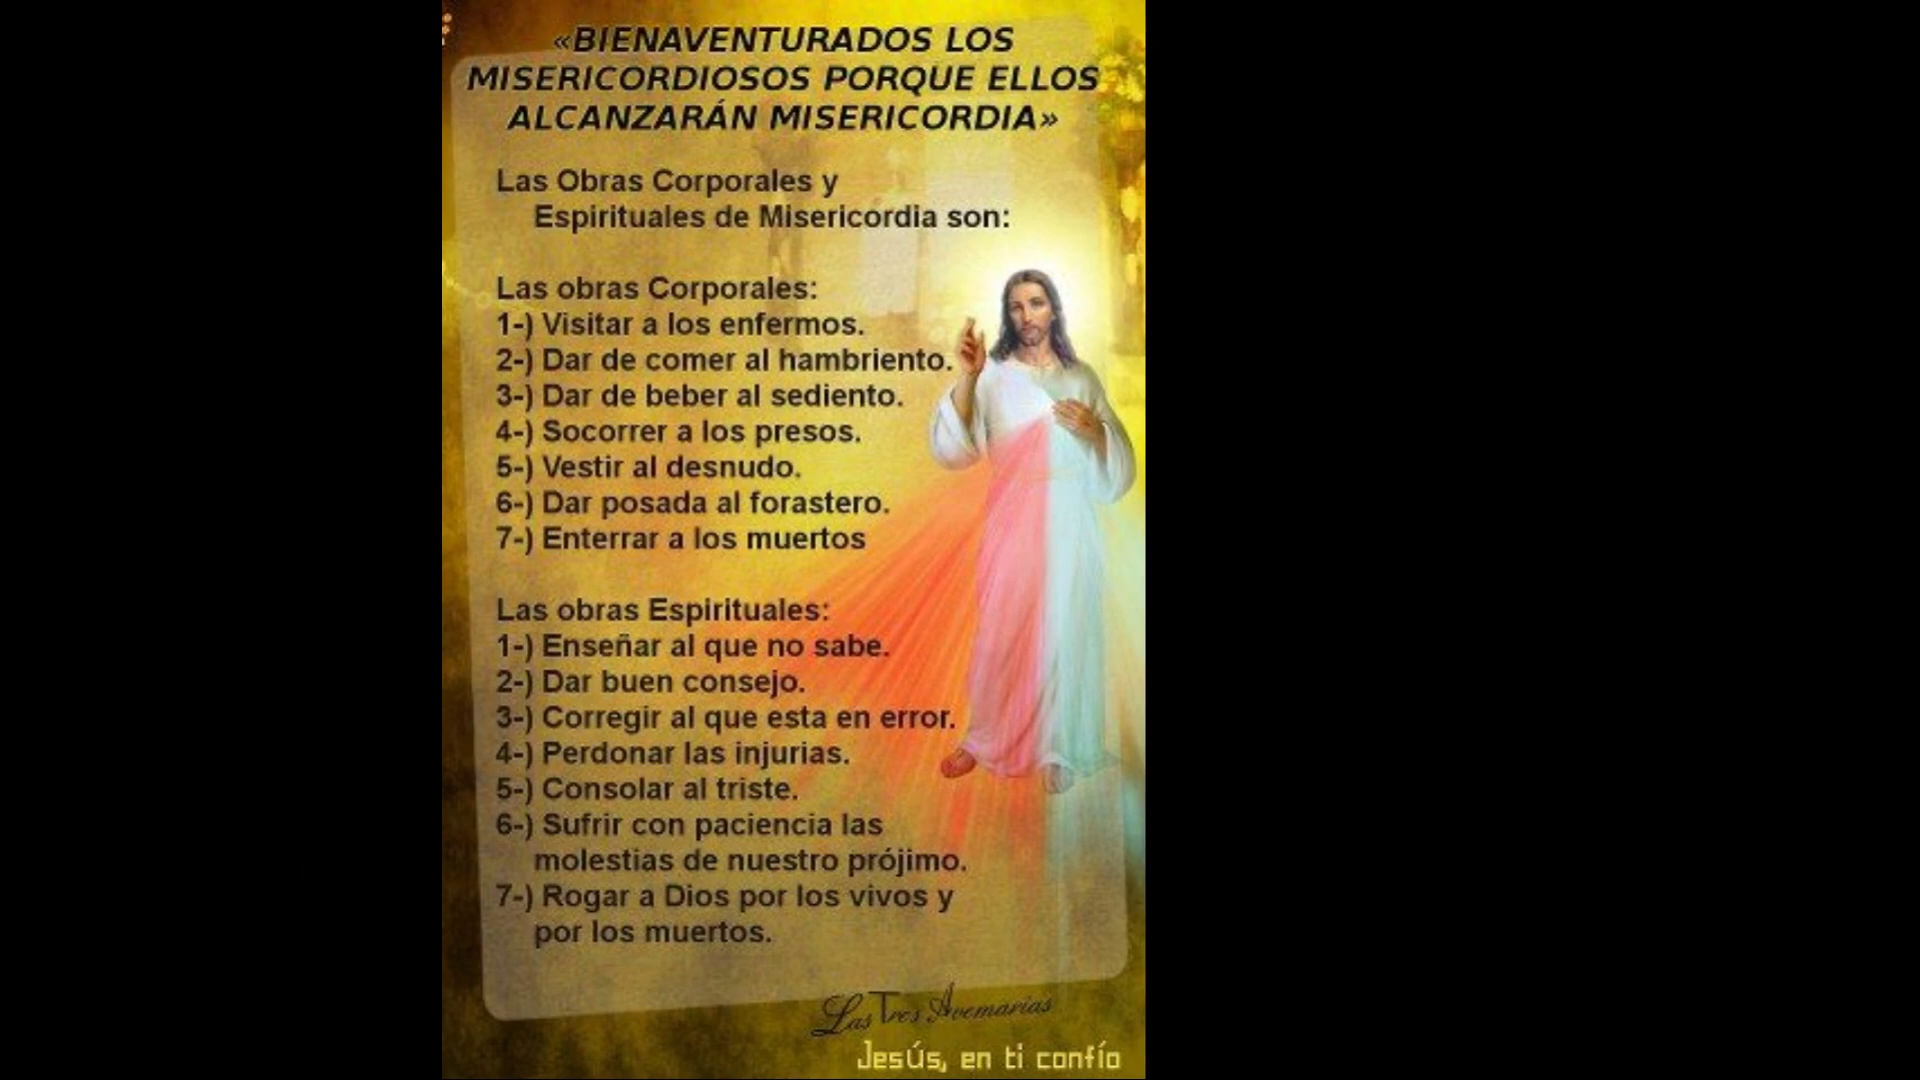 «BIENAVENTURADOS LOS
MISERICORDIOSOS PORQUE ELLOS
ALCANZARÁN MISERICORDIA»
Las Obras Corporales y
Espirituales de Misericordia son:
Las obras Corporales:
1-) Visitar a los enfermos.
2-) Dar de comer al hambriento.
3-) Dar de beber al sediento.
4-) Socorrer a los presos.
5-) Vestir al desnudo.
6-) Dar posada al forastero.
7-) Enterrar a los muertos
Las obras Espirituales:
1-) Enseñar al que no sabe.
2-) Dar buen consejo.
3-) Corregir al que esta en error.
4-) Perdonar las injurias.
5-) Consolar al triste.
6-) Sufrir con paciencia las
molestias de nuestro prójimo.
7-) Rogar a Dios por los vivos y
por los muertos.
Las Tres Avemarías
Jesús, en ti confío